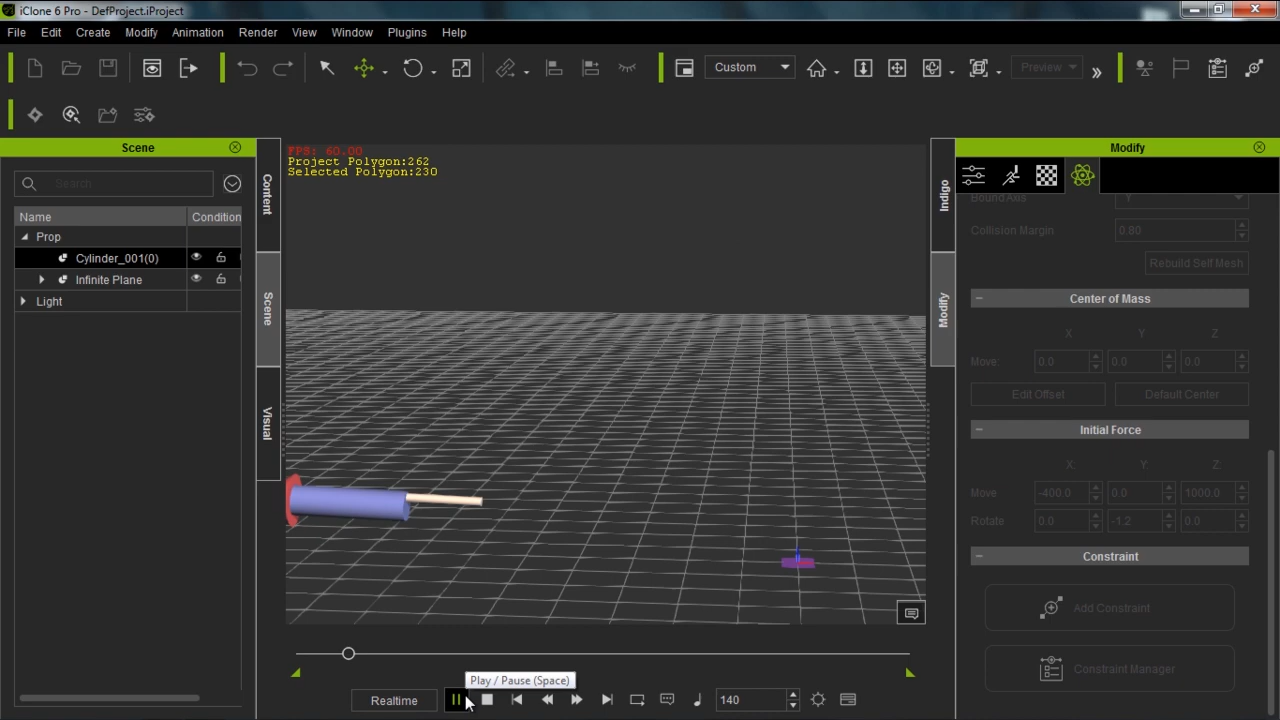 iClone 6 Pro - DefProject.iProject
File Edit Create Modify Animation Render View Window Plugins Help
Custom Preview »
Scene
Search
Name Condition
Prop
Cylinder_001(0)
Infinite Plane
Light
Content
Scene
Visual
FPS: 60.00
Project Polygon:262
Selected Polygon:230
Indigo
Modify
Modify
Bound Axis Y
Collision Margin 0.80
Rebuild Self Mesh
Center of Mass
X Y Z
Move: 0.0 0.0 0.0
Edit Offset Default Center
Initial Force
X: Y: Z:
Move -400.0 0.0 1000.0
Rotate 0.0 -1.2 0.0
Constraint
Add Constraint
Constraint Manager
Play / Pause (Space)
Realtime 140